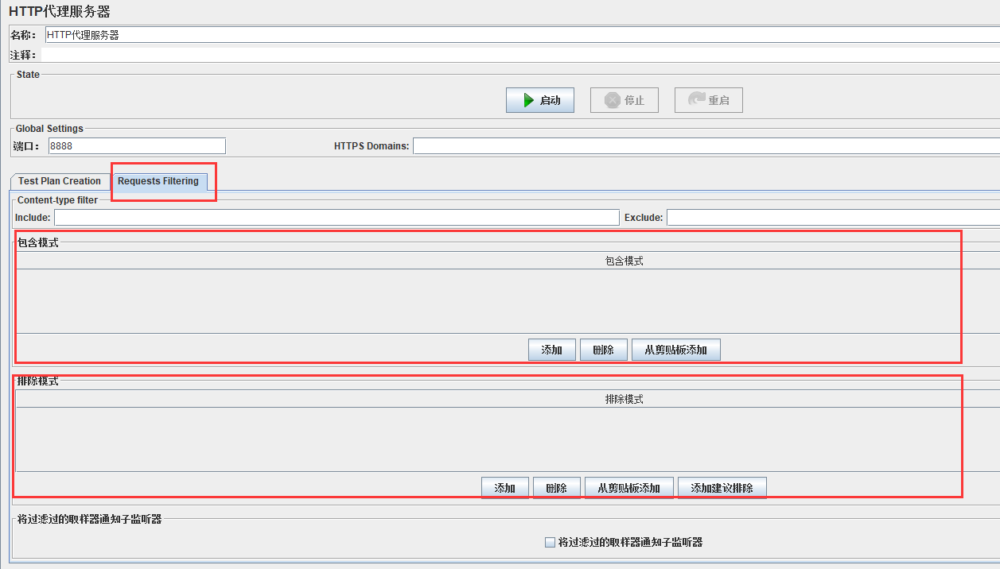 HTTP代理服务器
名称： HTTP代理服务器
注释：
State
启动 停止 重启
Global Settings
端口： 8888 HTTPS Domains:
Test Plan Creation Requests Filtering
Content-type filter
Include: Exclude:
包含模式
包含模式
添加 删除 从剪贴板添加
排除模式
排除模式
添加 删除 从剪贴板添加 添加建议排除
将过滤过的取样器通知子监听器
将过滤过的取样器通知子监听器